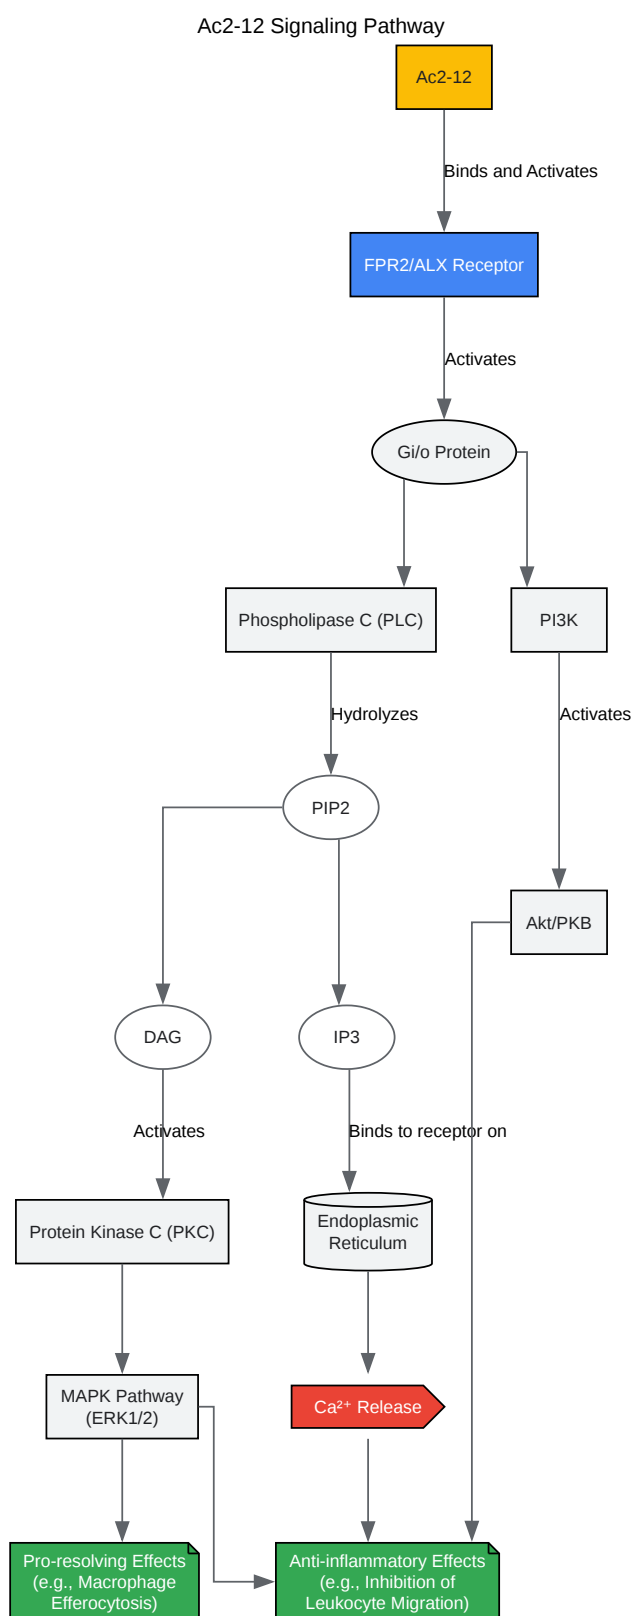 Ac2-12 Signaling Pathway
Ac2-12
Binds and Activates
FPR2/ALX Receptor
Activates
Gi/o Protein
Phospholipase C (PLC)
PI3K
Hydrolyzes
Activates
PIP2
Akt/PKB
DAG
IP3
Activates
Binds to receptor on
Protein Kinase C (PKC)
Endoplasmic
Reticulum
MAPK Pathway
(ERK1/2)
Ca²⁺ Release
Pro-resolving Effects
(e.g., Macrophage
Efferocytosis)
Anti-inflammatory Effects
(e.g., Inhibition of
Leukocyte Migration)